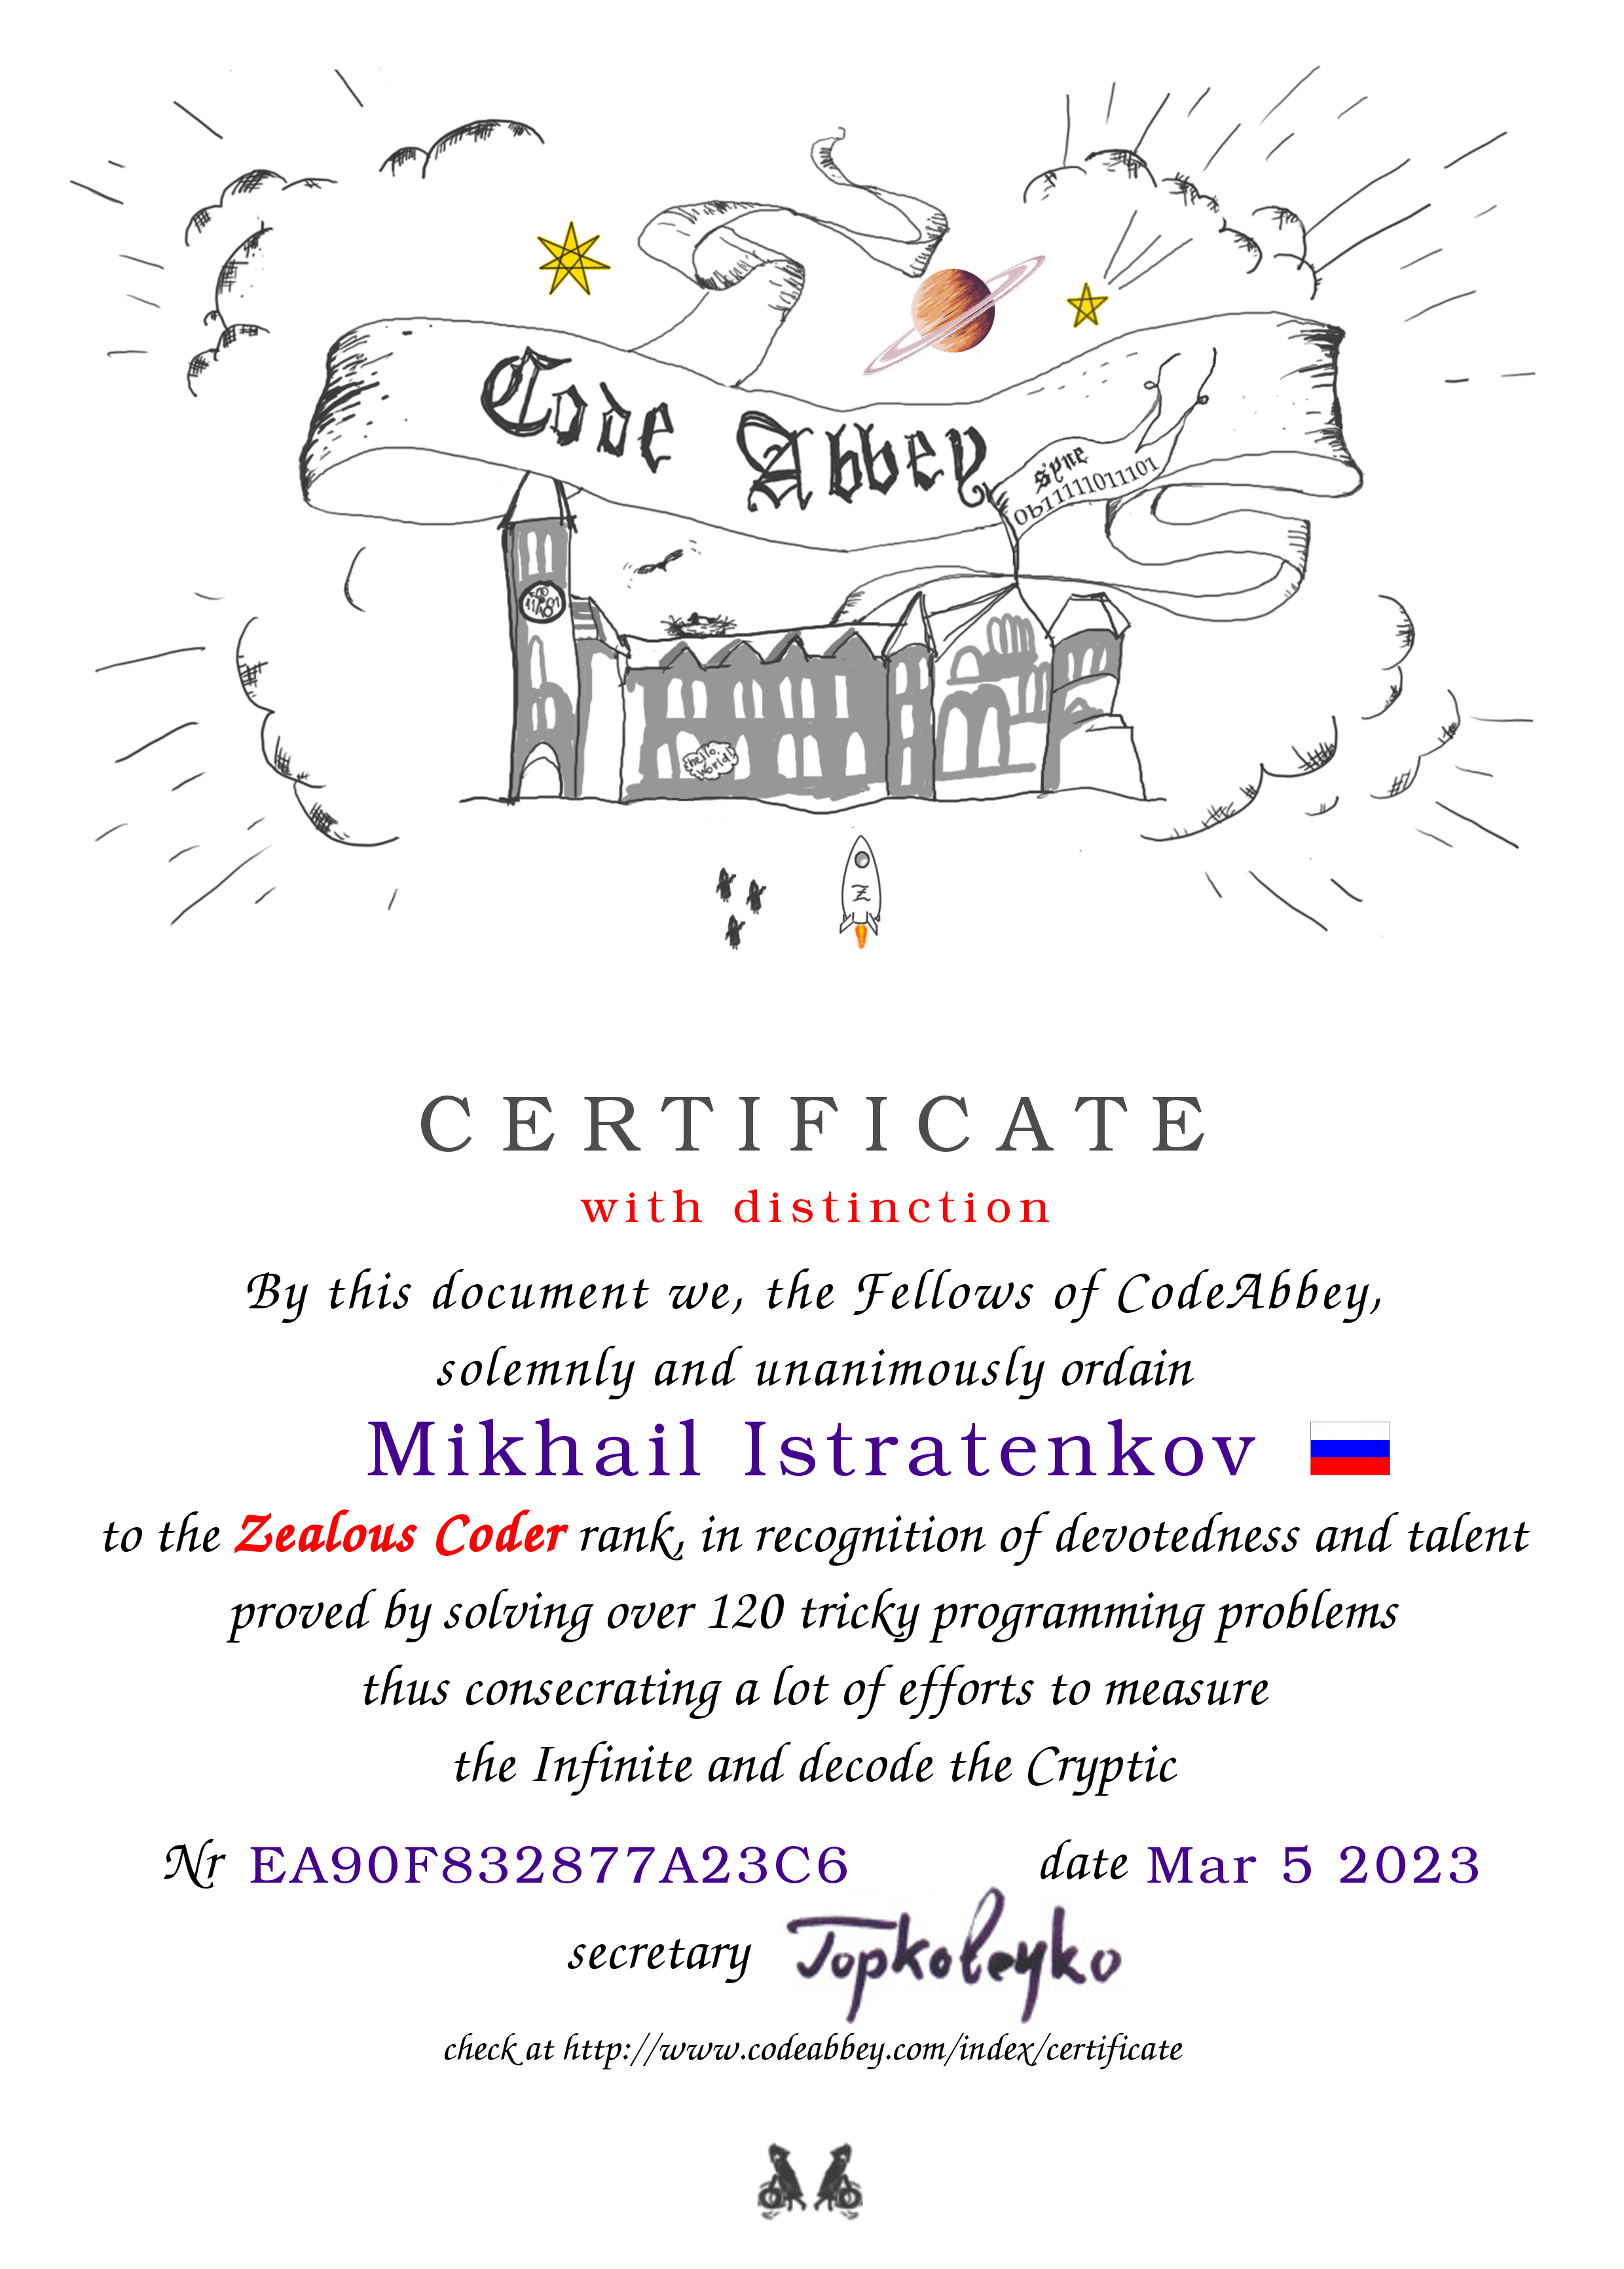 Code Abbey
syne
0b11111011101
hello,
world!
Z
CERTIFICATE
with distinction
By this document we, the Fellows of CodeAbbey,
solemnly and unanimously ordain
Mikhail Istratenkov
to the Zealous Coder rank, in recognition of devotedness and talent
proved by solving over 120 tricky programming problems
thus consecrating a lot of efforts to measure
the Infinite and decode the Cryptic
Nr EA90F832877A23C6 date Mar 5 2023
secretary Topkoleyko
check at http://www.codeabbey.com/index/certificate